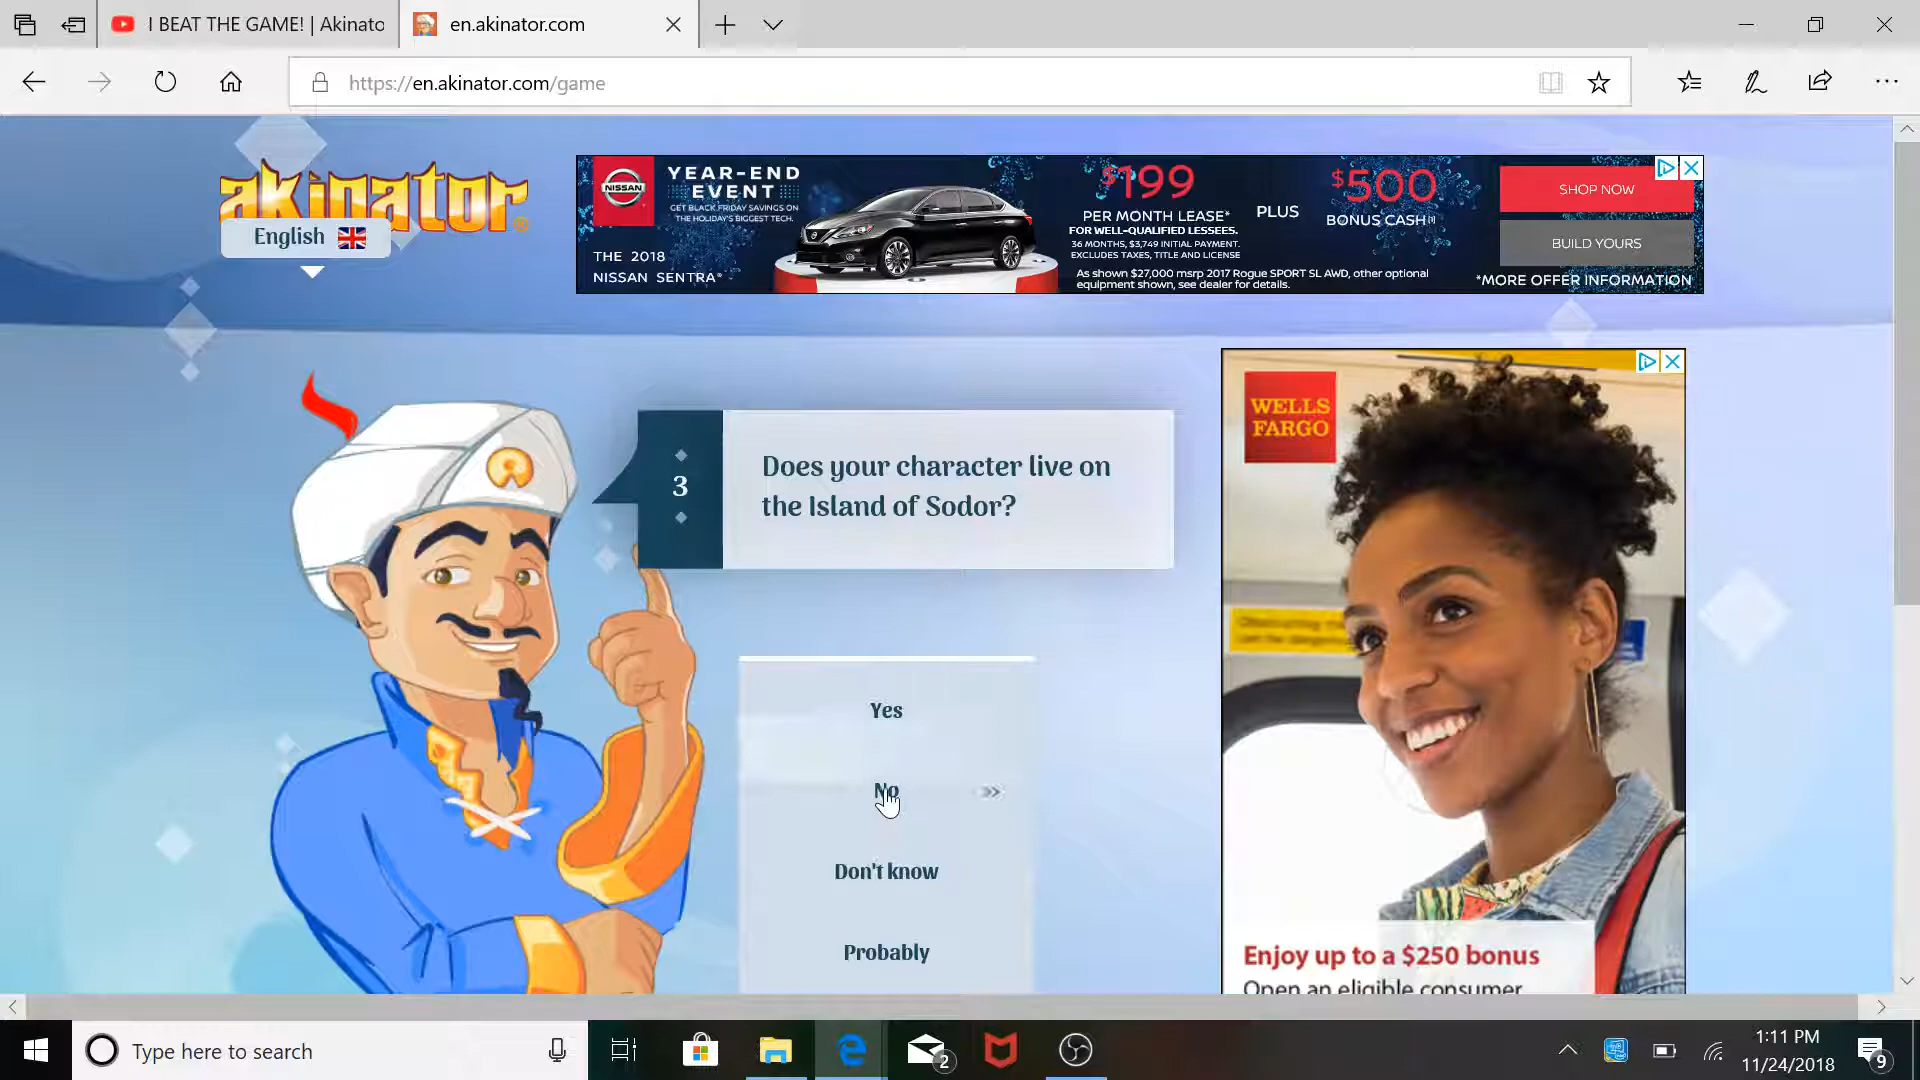 I BEAT THE GAME! | Akinato
en.akinator.com
https://en.akinator.com/game
akinator
English
NISSAN
YEAR-END
EVENT
GET BLACK FRIDAY SAVINGS ON
THE HOLIDAY'S BIGGEST TECH.
THE 2018
NISSAN SENTRA*
$199
PER MONTH LEASE*
FOR WELL-QUALIFIED LESSEES.
36 MONTHS, $3,749 INITIAL PAYMENT.
EXCLUDES TAXES, TITLE AND LICENSE
PLUS
$500
BONUS CASH[1]
As shown $27,000 msrp 2017 Rogue SPORT SL AWD, other optional
equipment shown, see dealer for details.
SHOP NOW
BUILD YOURS
*MORE OFFER INFORMATION
3
Does your character live on
the Island of Sodor?
Yes
No
Don't know
Probably
WELLS
FARGO
Enjoy up to a $250 bonus
Open an eligible consumer
Type here to search
2
1:11 PM
11/24/2018
9